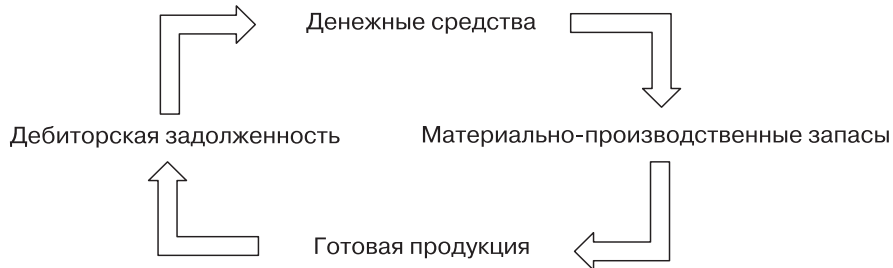 Денежные средства
Дебиторская задолженность
Материально-производственные запасы
Готовая продукция